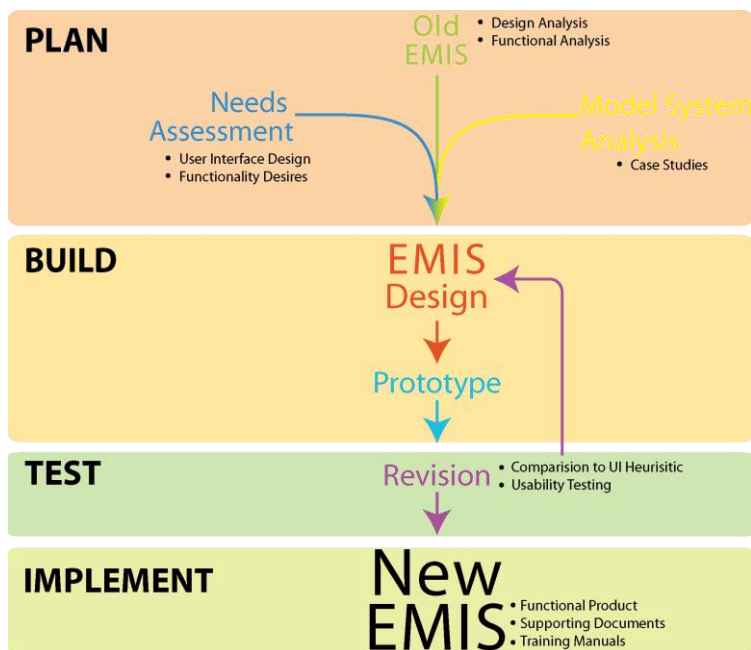 PLAN
Old
EMIS
• Design Analysis
• Functional Analysis
Needs
Assessment
• User Interface Design
• Functionality Desires
Model System
Analysis
• Case Studies
BUILD
EMIS
Design
Prototype
TEST
Revision
• Comparision to UI Heurisitic
• Usability Testing
IMPLEMENT
New
EMIS
• Functional Product
• Supporting Documents
• Training Manuals